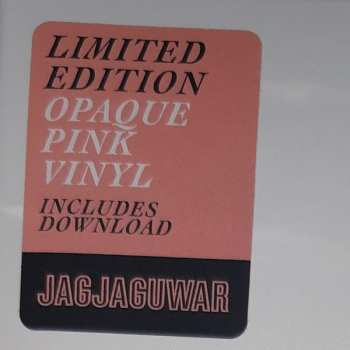 LIMITED
EDITION
OPAQUE
PINK
VINYL
INCLUDES
DOWNLOAD
JAGJAGUWAR